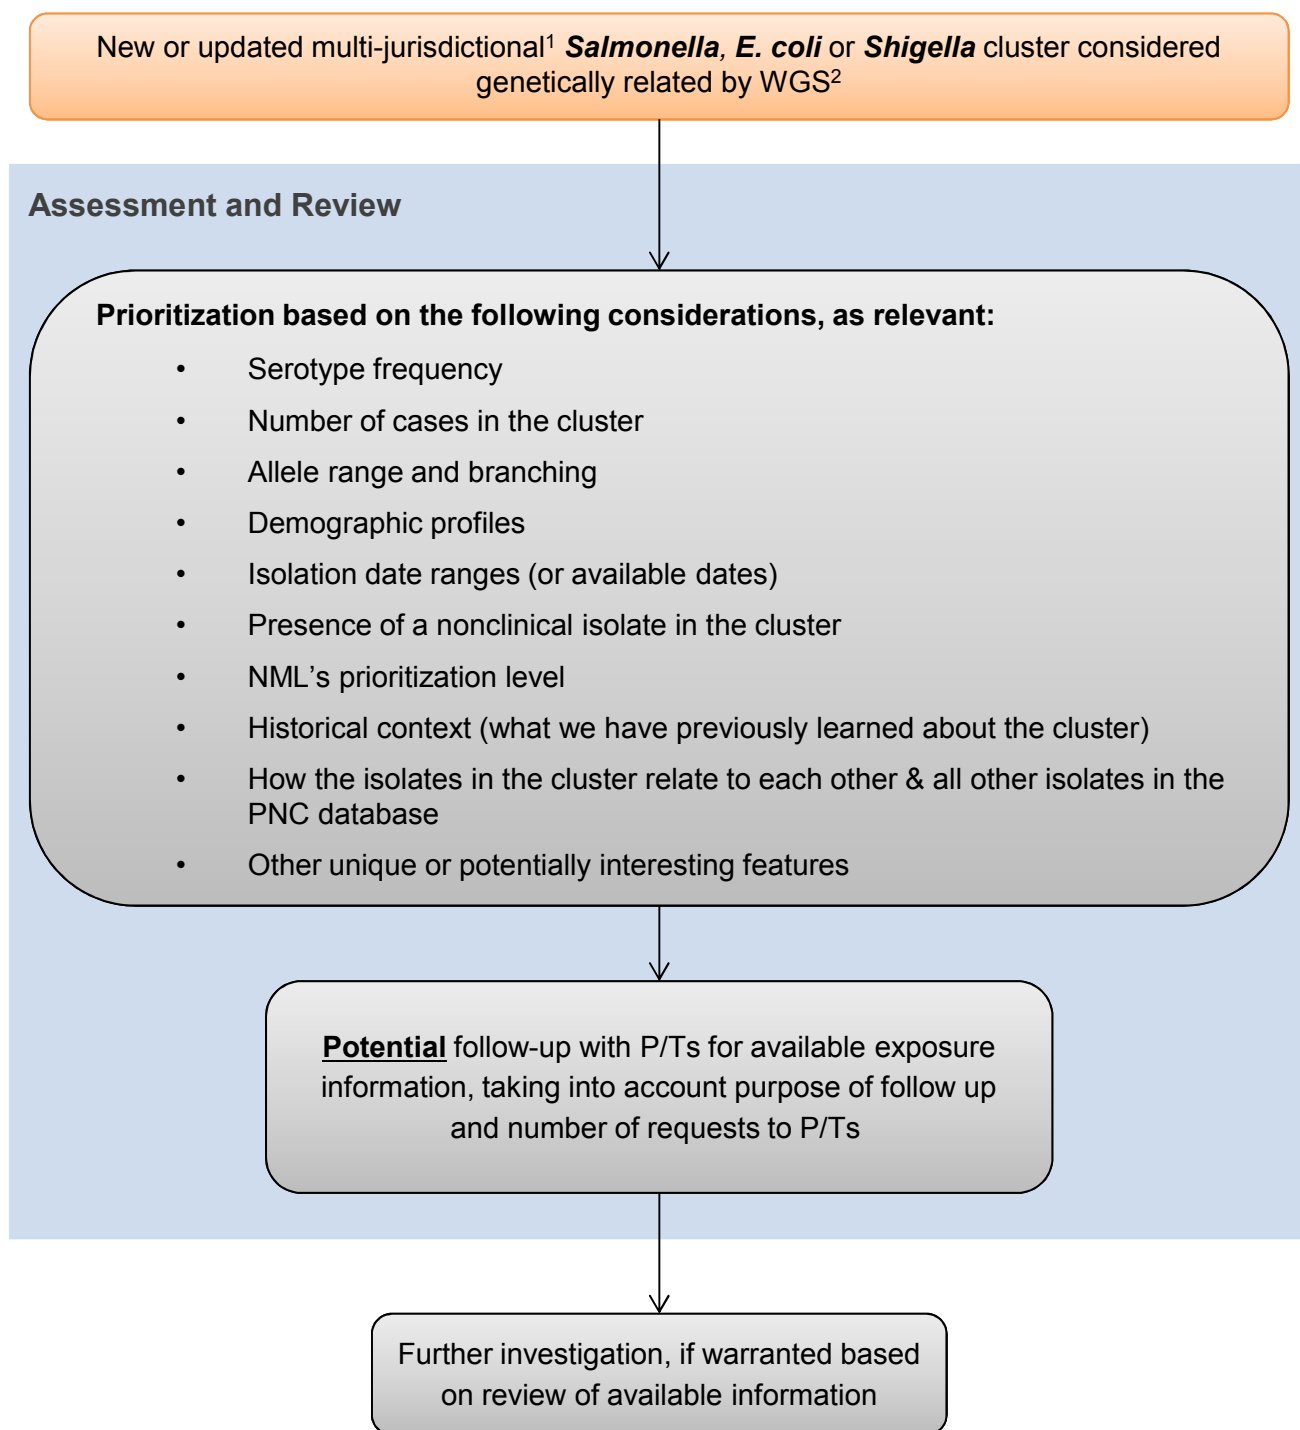 New or updated multi-jurisdictional¹ Salmonella, E. coli or Shigella cluster considered
genetically related by WGS²
Assessment and Review
Prioritization based on the following considerations, as relevant:
• Serotype frequency
• Number of cases in the cluster
• Allele range and branching
• Demographic profiles
• Isolation date ranges (or available dates)
• Presence of a nonclinical isolate in the cluster
• NML’s prioritization level
• Historical context (what we have previously learned about the cluster)
• How the isolates in the cluster relate to each other & all other isolates in the
PNC database
• Other unique or potentially interesting features
Potential follow-up with P/Ts for available exposure
information, taking into account purpose of follow up
and number of requests to P/Ts
Further investigation, if warranted based
on review of available information